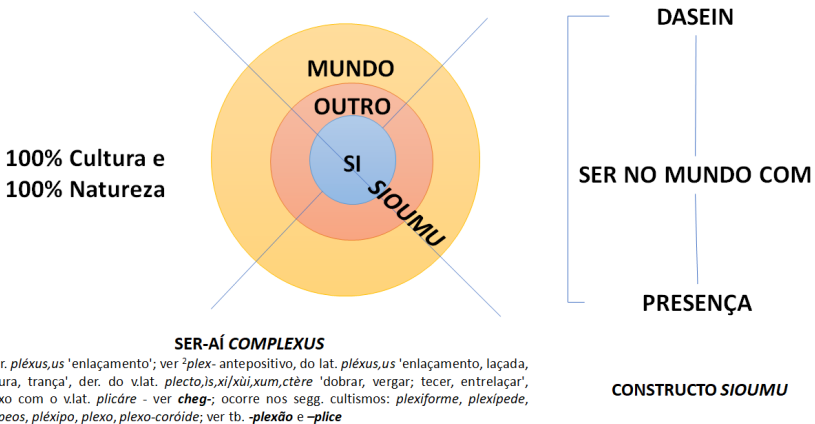 DASEIN
MUNDO
OUTRO
SI
SIOUMU
100% Cultura e
100% Natureza
SER NO MUNDO COM
PRESENÇA
SER-AÍ COMPLEXUS
r. pléxus,us 'enlaçamento'; ver ²plex- antepositivo, do lat. pléxus,us 'enlaçamento, laçada,
ura, trança', der. do v.lat. plecto,ìs,xi/xùi,xum,ctère 'dobrar, vergar; tecer, entrelaçar',
xo com o v.lat. plicáre - ver cheg-; ocorre nos segg. cultismos: plexiforme, plexípede,
peos, pléxipo, plexo, plexo-coróide; ver tb. -plexão e –plice
CONSTRUCTO SIOUMU